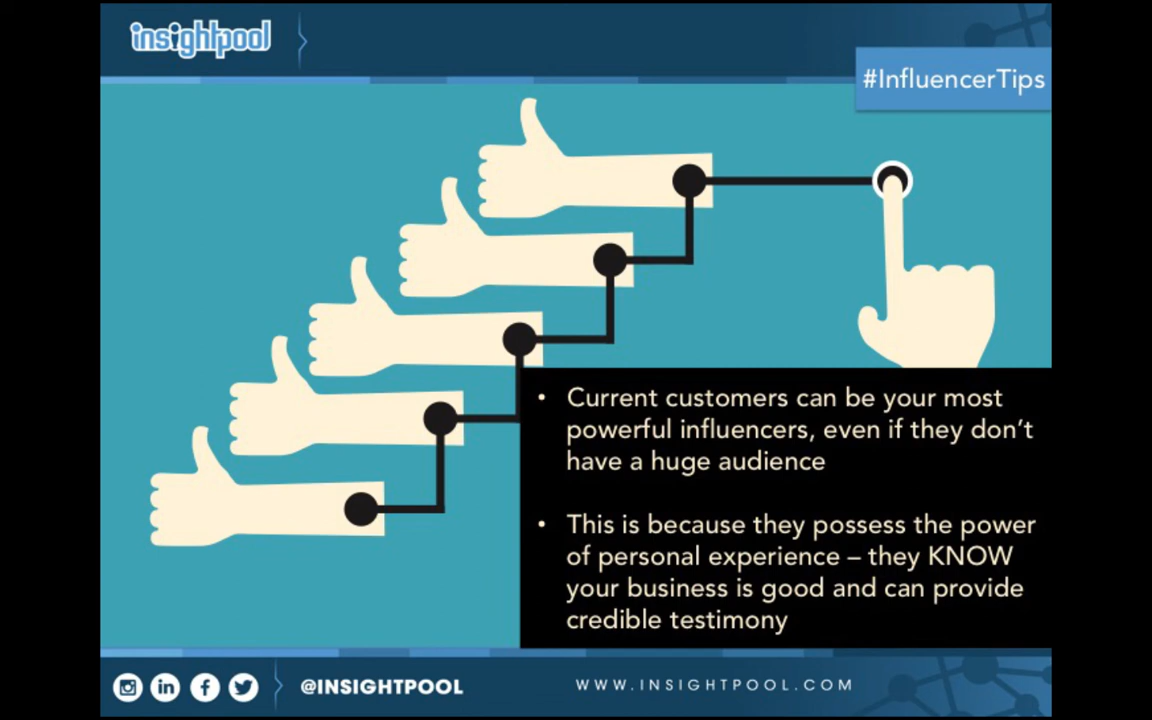 insightpool
#InfluencerTips
• Current customers can be your most
powerful influencers, even if they don’t
have a huge audience
• This is because they possess the power
of personal experience – they KNOW
your business is good and can provide
credible testimony
@INSIGHTPOOL
WWW.INSIGHTPOOL.COM